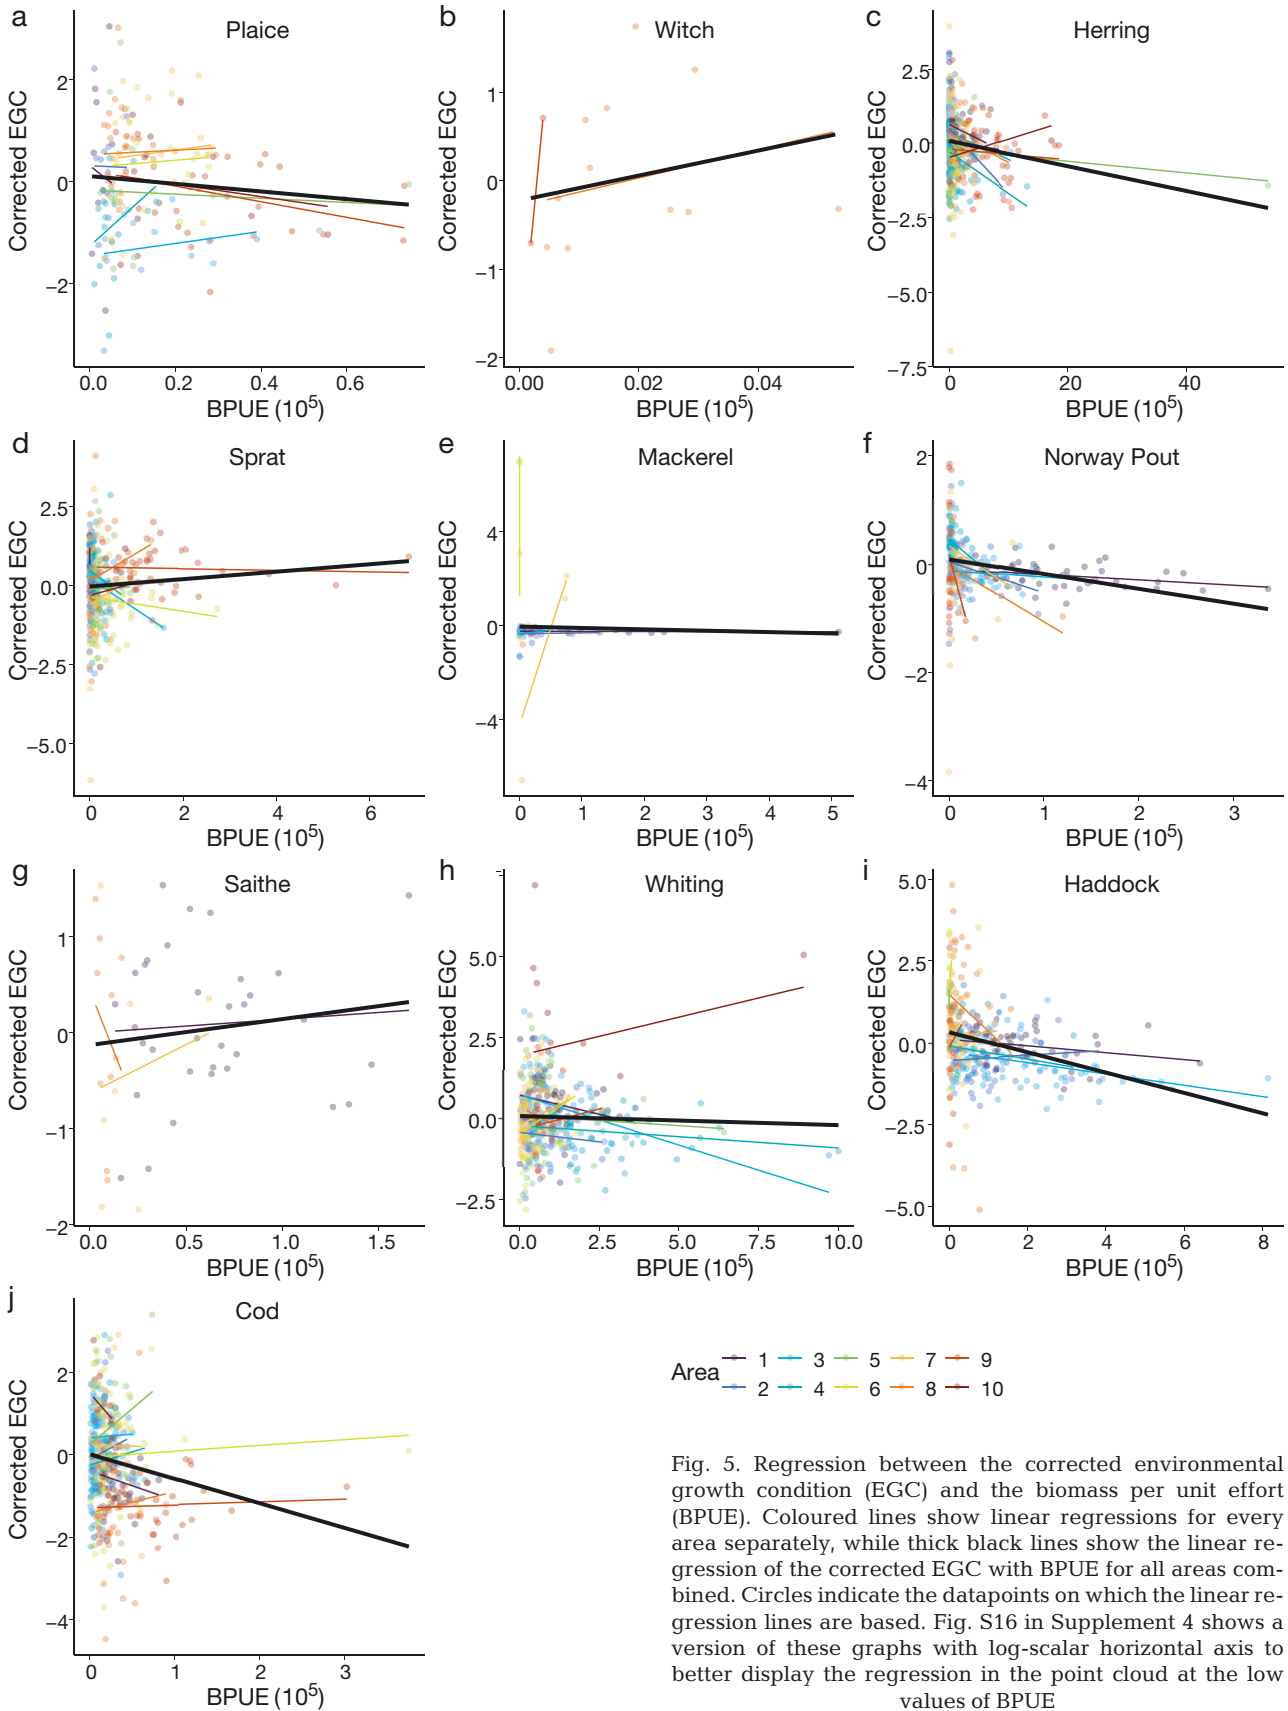 a
Plaice
Corrected EGC
2
0
−2
0.0 0.2 0.4 0.6
BPUE (10⁵)
b
Witch
Corrected EGC
1
0
−1
−2
0.00 0.02 0.04
BPUE (10⁵)
c
Herring
Corrected EGC
2.5
0.0
−2.5
−5.0
−7.5
0 20 40
BPUE (10⁵)
d
Sprat
Corrected EGC
2.5
0.0
−2.5
−5.0
0 2 4 6
BPUE (10⁵)
e
Mackerel
Corrected EGC
4
0
−4
0 1 2 3 4 5
BPUE (10⁵)
f
Norway Pout
Corrected EGC
2
0
−2
−4
0 1 2 3
BPUE (10⁵)
g
Saithe
Corrected EGC
1
0
−1
−2
0.0 0.5 1.0 1.5
BPUE (10⁵)
h
Whiting
Corrected EGC
5.0
2.5
0.0
−2.5
0.0 2.5 5.0 7.5 10.0
BPUE (10⁵)
i
Haddock
Corrected EGC
5.0
2.5
0.0
−2.5
−5.0
0 2 4 6 8
BPUE (10⁵)
j
Cod
Corrected EGC
2
0
−2
−4
0 1 2 3
BPUE (10⁵)
Area
1 3 5 7 9
2 4 6 8 10
Fig. 5. Regression between the corrected environmental
growth condition (EGC) and the biomass per unit effort
(BPUE). Coloured lines show linear regressions for every
area separately, while thick black lines show the linear re-
gression of the corrected EGC with BPUE for all areas com-
bined. Circles indicate the datapoints on which the linear re-
gression lines are based. Fig. S16 in Supplement 4 shows a
version of these graphs with log-scalar horizontal axis to
better display the regression in the point cloud at the low
values of BPUE